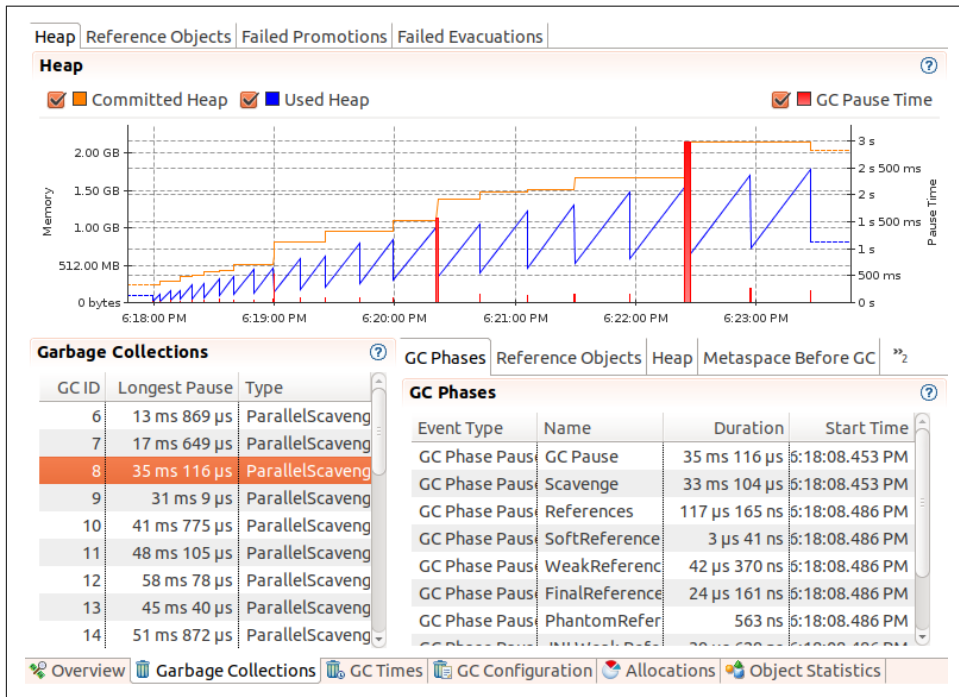 Heap Reference Objects Failed Promotions Failed Evacuations
Heap
Committed Heap Used Heap GC Pause Time
2.00 GB
1.50 GB
1.00 GB
512.00 MB
0 bytes
Memory
3 s
2 s 500 ms
2 s
1 s 500 ms
1 s
500 ms
0 s
Pause Time
6:18:00 PM 6:19:00 PM 6:20:00 PM 6:21:00 PM 6:22:00 PM 6:23:00 PM
Garbage Collections
GC ID Longest Pause Type
6 13 ms 869 µs ParallelScaveng
7 17 ms 649 µs ParallelScaveng
8 35 ms 116 µs ParallelScaveng
9 31 ms 9 µs ParallelScaveng
10 41 ms 775 µs ParallelScaveng
11 48 ms 105 µs ParallelScaveng
12 58 ms 78 µs ParallelScaveng
13 45 ms 40 µs ParallelScaveng
14 51 ms 872 µs ParallelScaveng
GC Phases Reference Objects Heap Metaspace Before GC »2
GC Phases
Event Type Name Duration Start Time
GC Phase Paus GC Pause 35 ms 116 µs 6:18:08.453 PM
GC Phase Paus Scavenge 33 ms 104 µs 6:18:08.453 PM
GC Phase Paus References 117 µs 165 ns 6:18:08.486 PM
GC Phase Paus SoftReference 3 µs 41 ns 6:18:08.486 PM
GC Phase Paus WeakReferenc 42 µs 370 ns 6:18:08.486 PM
GC Phase Paus FinalReference 24 µs 161 ns 6:18:08.486 PM
GC Phase Paus PhantomRefer 563 ns 6:18:08.486 PM
Overview Garbage Collections GC Times GC Configuration Allocations Object Statistics